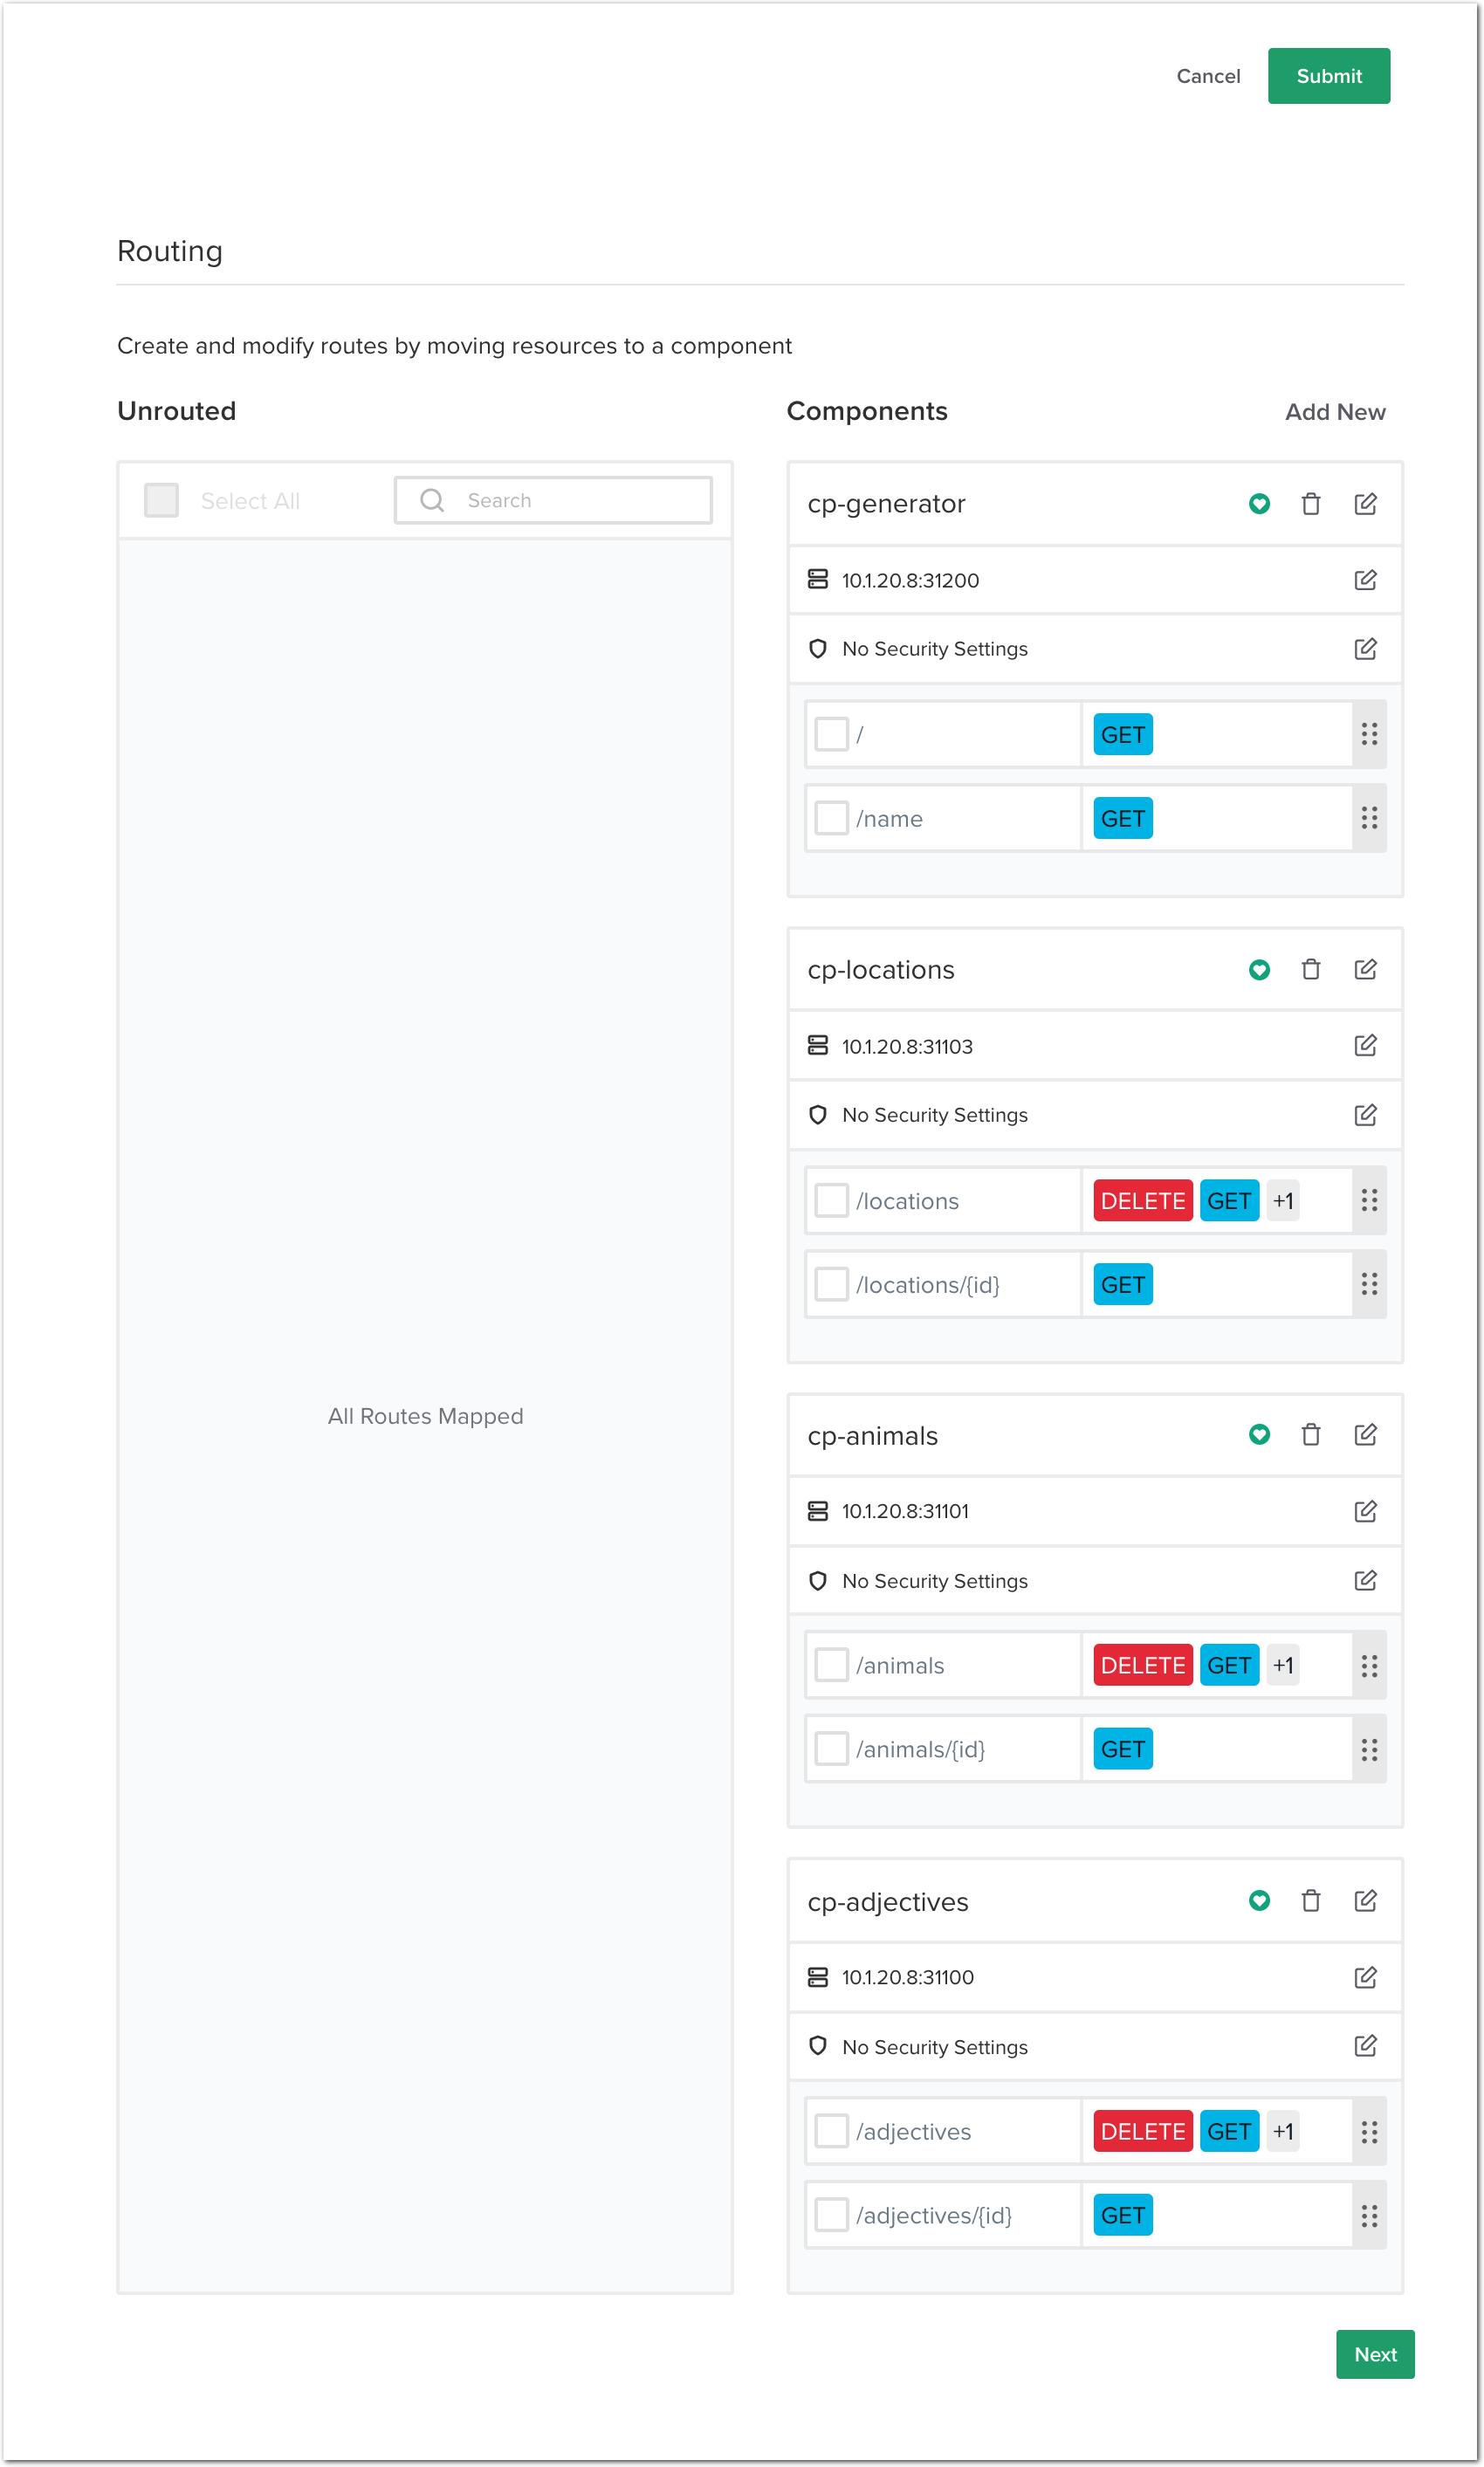 Cancel Submit
Routing
Create and modify routes by moving resources to a component
Unrouted
Select All Search
All Routes Mapped
Components Add New
cp-generator
10.1.20.8:31200
No Security Settings
/ GET
/name GET
cp-locations
10.1.20.8:31103
No Security Settings
/locations DELETE GET +1
/locations/{id} GET
cp-animals
10.1.20.8:31101
No Security Settings
/animals DELETE GET +1
/animals/{id} GET
cp-adjectives
10.1.20.8:31100
No Security Settings
/adjectives DELETE GET +1
/adjectives/{id} GET
Next